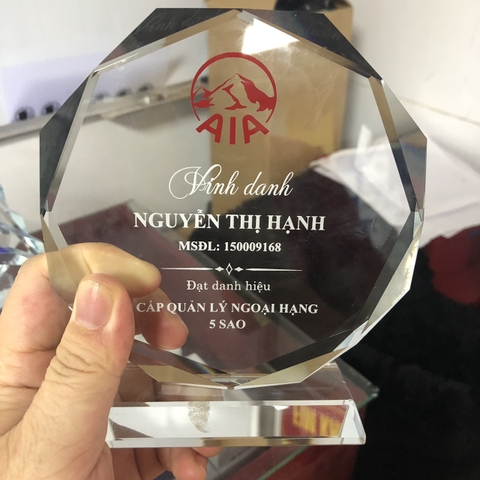 AIA
Vinh danh
NGUYỄN THỊ HẠNH
MSĐL: 150009168
Đạt danh hiệu
CẤP QUẢN LÝ NGOẠI HẠNG
5 SAO